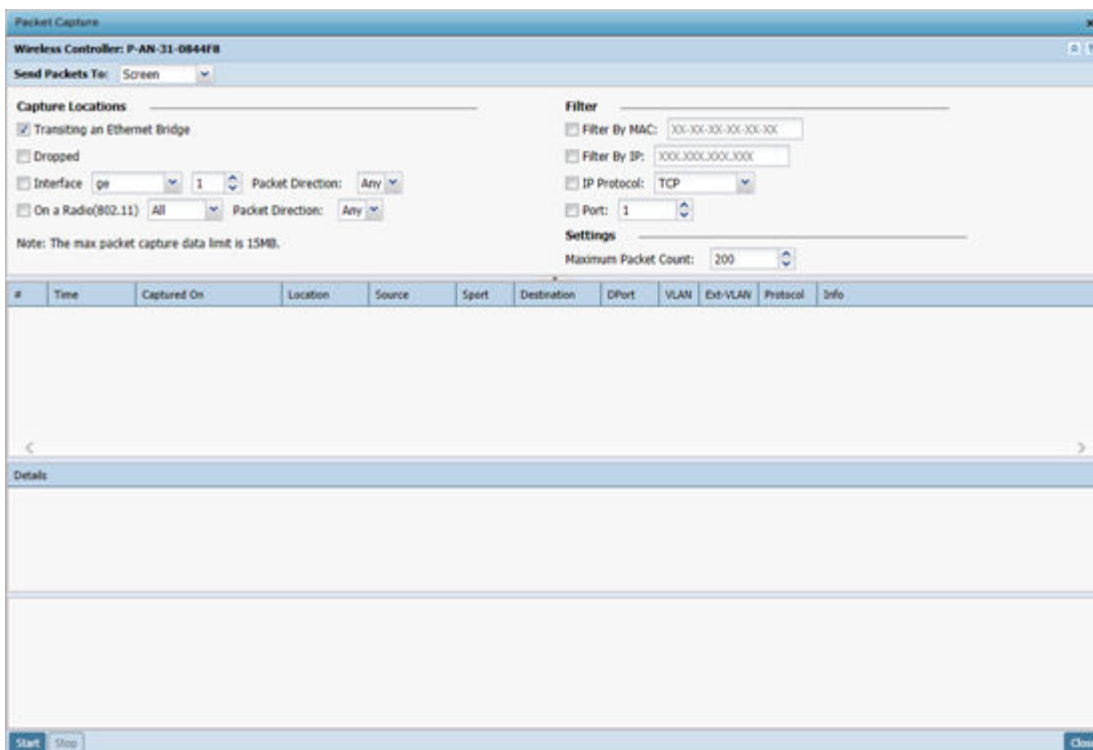 Packet Capture
Wireless Controller: P-AN-31-0844FB
Send Packets To: Screen
Capture Locations
Transiting an Ethernet Bridge
Dropped
Interface ge 1 Packet Direction: Any
On a Radio(802.11) All Packet Direction: Any
Note: The max packet capture data limit is 15MB.
Filter
Filter By MAC: XX-XX-XX-XX-XX-XX
Filter By IP: XXX.XXX.XXX.XXX
IP Protocol: TCP
Port: 1
Settings
Maximum Packet Count: 200
# Time Captured On Location Source Sport Destination DPort VLAN Ext-VLAN Protocol Info
Details
Start Stop Close